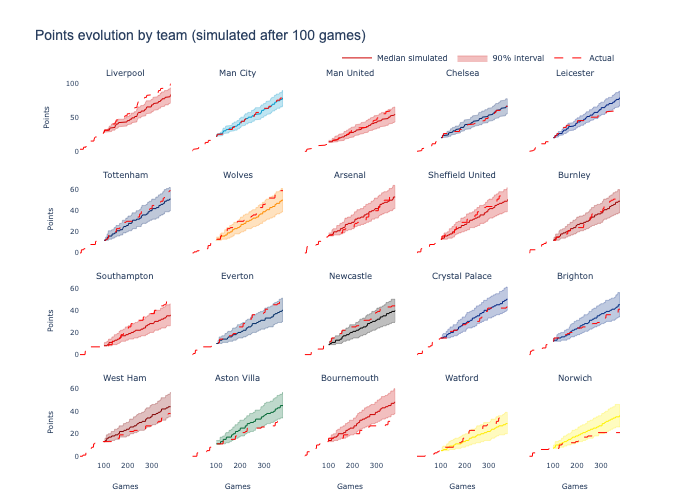 Points evolution by team (simulated after 100 games)
Median simulated 90% interval Actual
Liverpool Man City Man United Chelsea Leicester
100
50
0
Points
Tottenham Wolves Arsenal Sheffield United Burnley
60
40
20
0
Points
Southampton Everton Newcastle Crystal Palace Brighton
60
40
20
0
Points
West Ham Aston Villa Bournemouth Watford Norwich
60
40
20
0
Points
100 200 300 100 200 300 100 200 300 100 200 300 100 200 300
Games Games Games Games Games